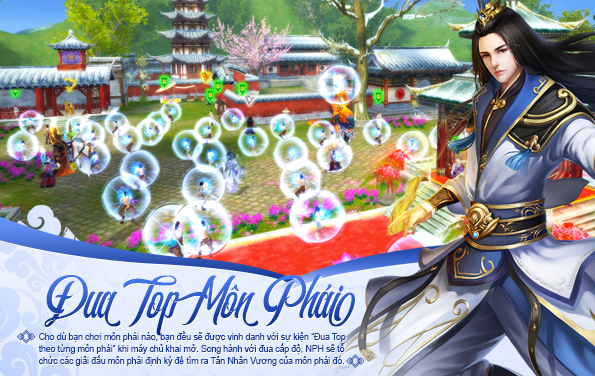 Đua Top Môn Phái
Cho dù bạn chơi môn phái nào, bạn đều sẽ được vinh danh với sự kiện “Đua Top
theo từng môn phái” khi máy chủ khai mở. Song hành với đua cấp độ, NPH sẽ tổ
chức các giải đấu môn phái định kỳ để tìm ra Tân Nhân Vương của môn phái đó.